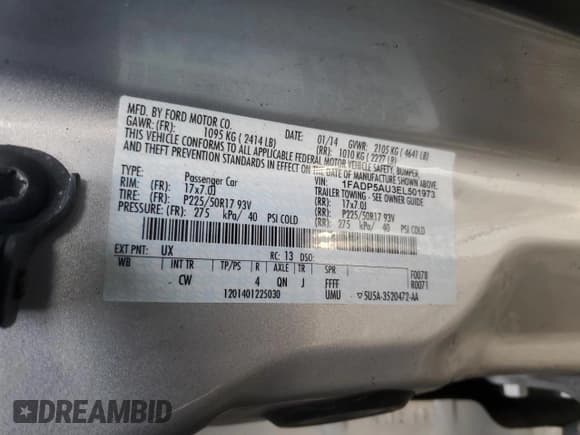 MFD. BY FORD MOTOR CO.
DATE: 01/14 GVWR: 2105 KG ( 4641 LB)
GAWR: (FR): 1095 KG ( 2414 LB) (RR): 1010 KG ( 2227 LB)
THIS VEHICLE CONFORMS TO ALL APPLICABLE FEDERAL MOTOR VEHICLE SAFETY, BUMPER,
AND THEFT PREVENTION STANDARDS IN EFFECT ON THE DATE OF MANUFACTURE SHOWN ABOVE.
VIN: 1FADP5AU3EL501973
TYPE: Passenger Car TRAILER TOWING - SEE OWNER GUIDE
RIM: (FR) 17x7.0J (RR) 17x7.0J
TIRE: (FR) P225/50R17 93V (RR) P225/50R17 93V
PRESSURE: (FR) 275 kPa/ 40 PSI COLD (RR) 275 kPa/ 40 PSI COLD
EXT PNT: UX RC: 13 DSO: F0078
WB INT TR TP/PS R AXLE TR SPR R0071
CW 4 QN J FFFF
1201401225030 UMU ▽5U5A-3520472-AA
DREAMBID